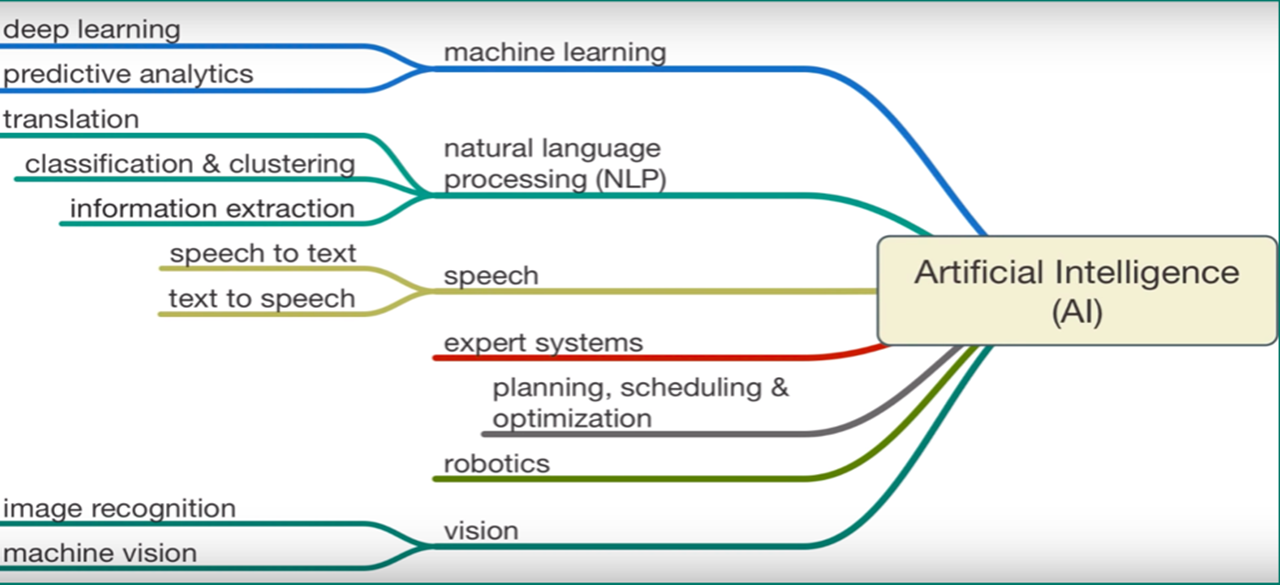 deep learning
machine learning
predictive analytics
translation
natural language
processing (NLP)
classification & clustering
information extraction
speech to text
speech
text to speech
Artificial Intelligence
(AI)
expert systems
planning, scheduling &
optimization
robotics
image recognition
vision
machine vision